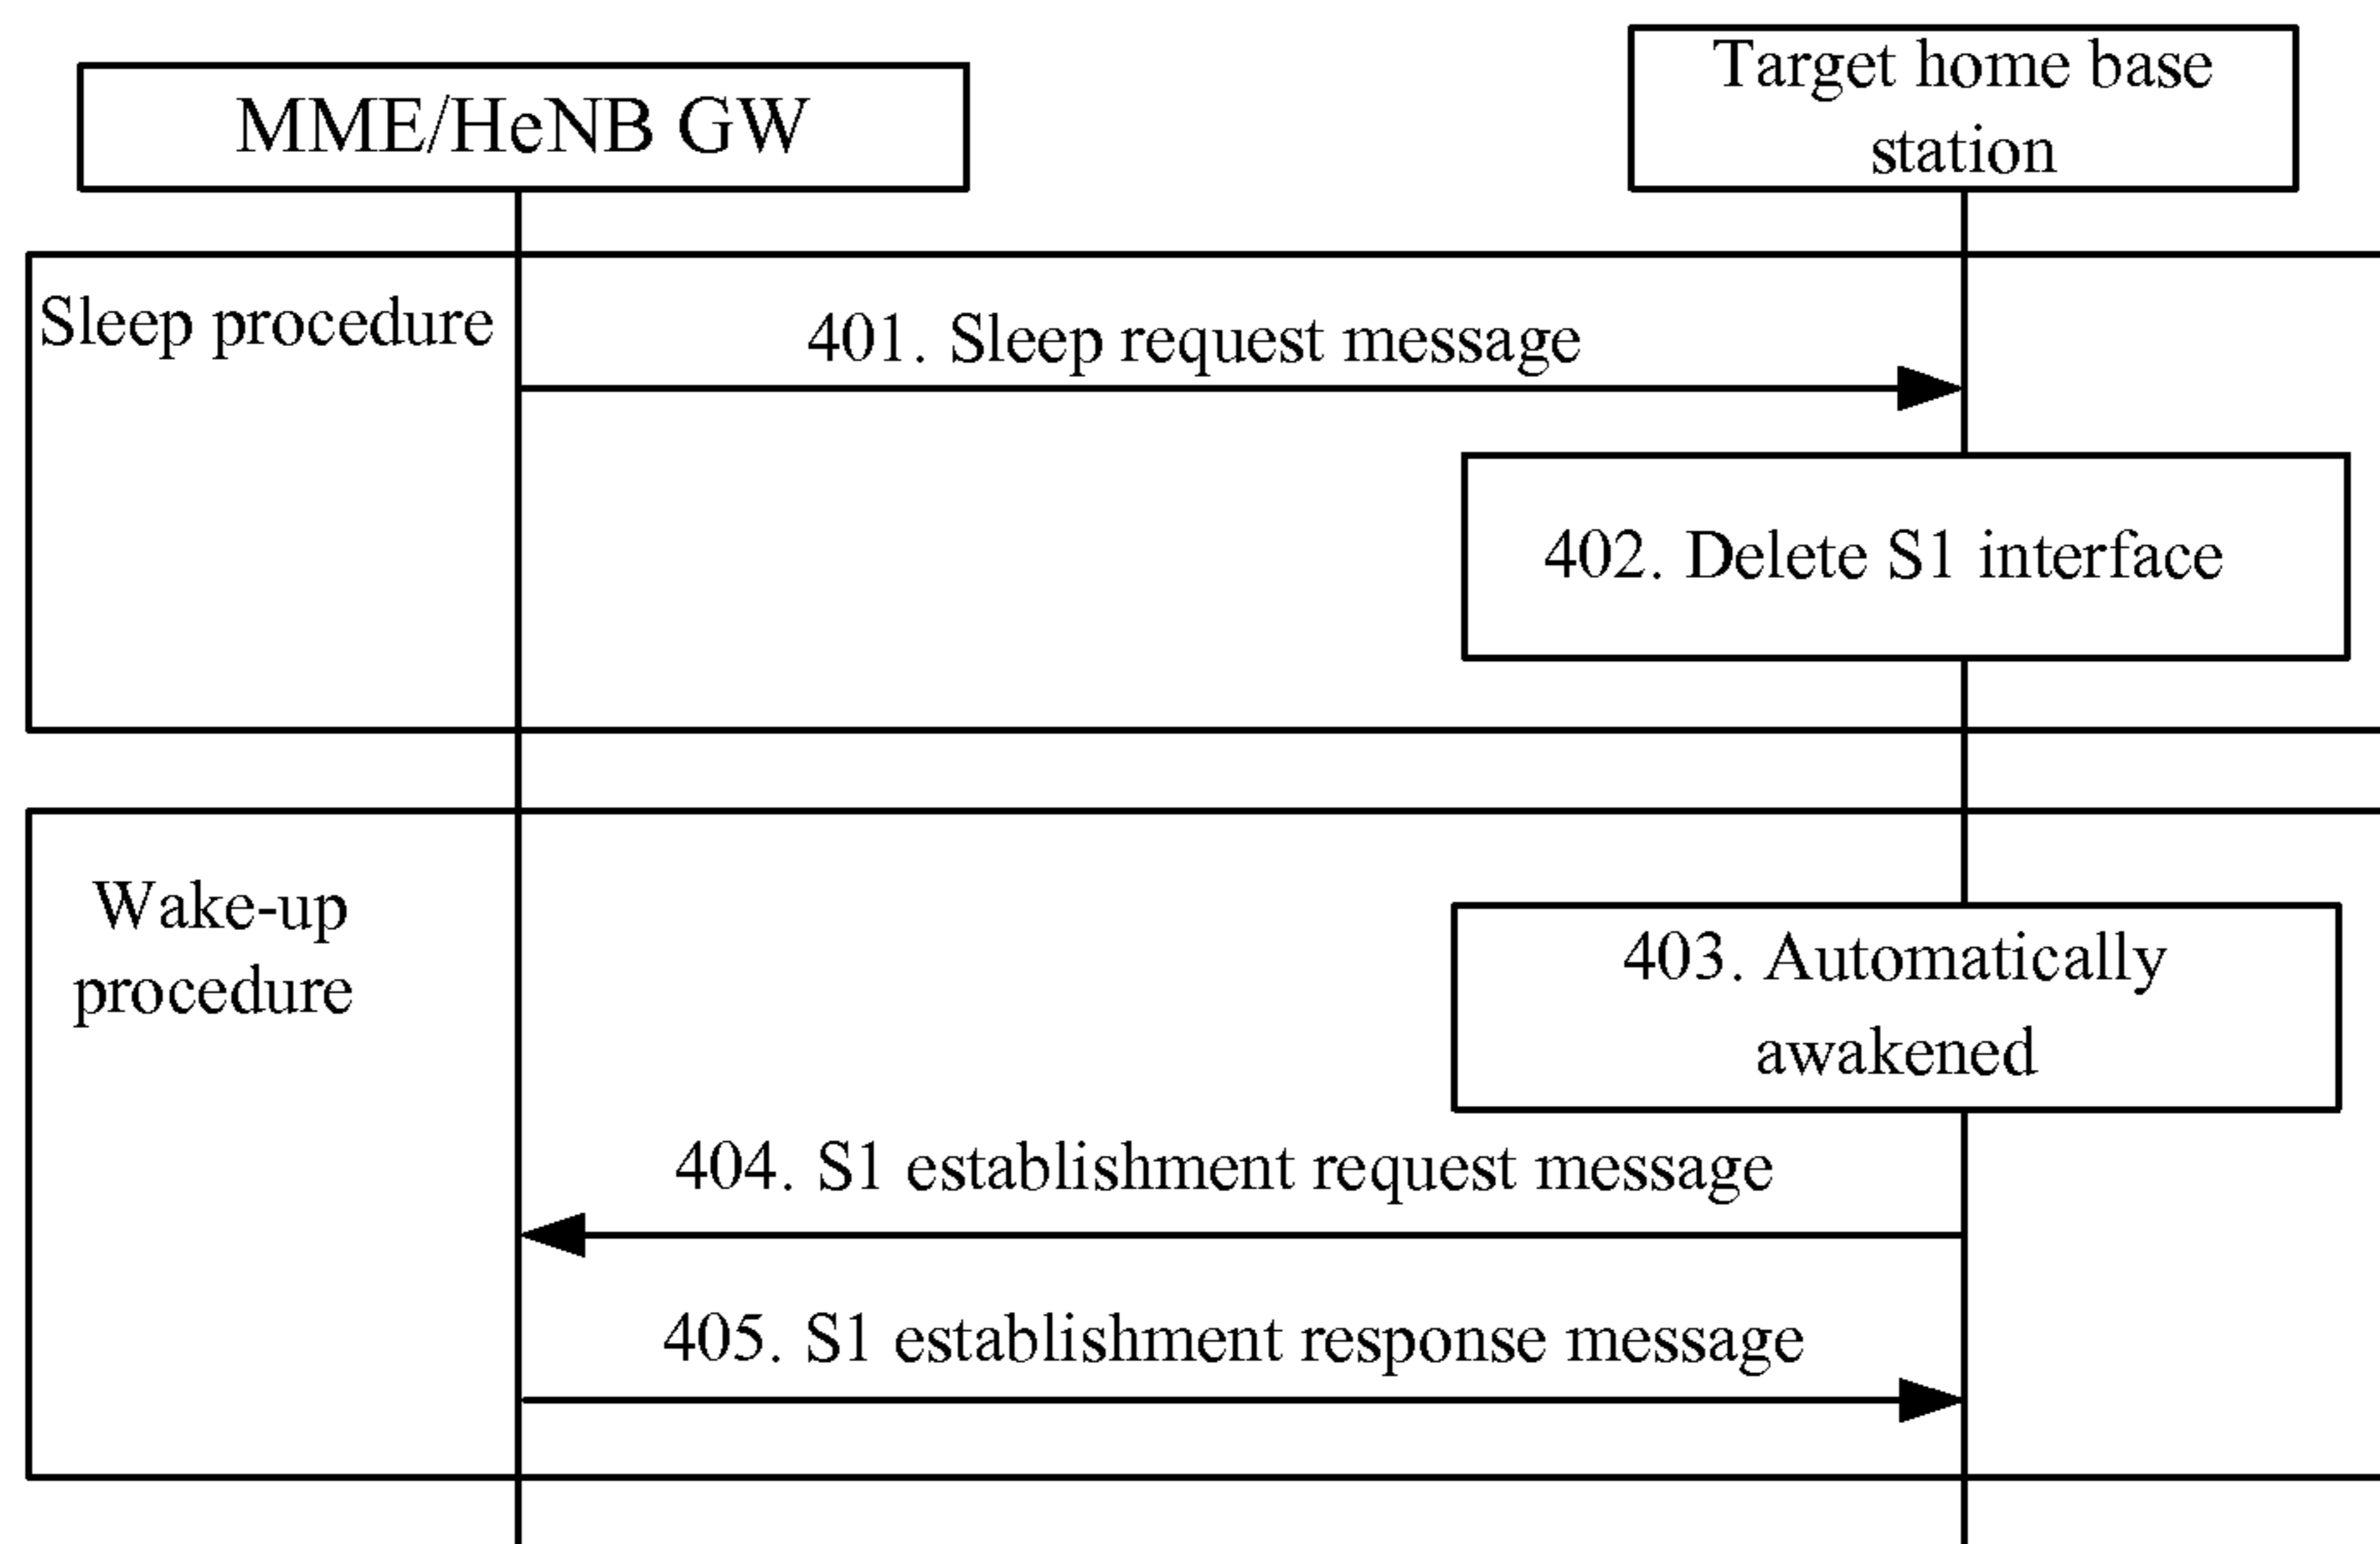 MME/HeNB GW
Target home base
station
Sleep procedure
401. Sleep request message
402. Delete S1 interface
Wake-up
procedure
403. Automatically
awakened
404. S1 establishment request message
405. S1 establishment response message